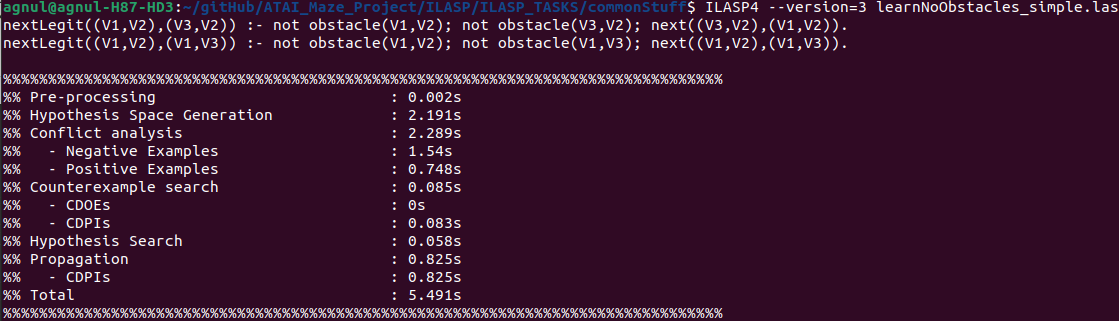 agnul@agnul-H87-HD3:~/gitHub/ATAI_Maze_Project/ILASP/ILASP_TASKS/commonStuff$ ILASP4 --version=3 learnNoObstacles_simple.las
nextLegit((V1,V2),(V3,V2)) :- not obstacle(V1,V2); not obstacle(V3,V2); next((V3,V2),(V1,V2)).
nextLegit((V1,V2),(V1,V3)) :- not obstacle(V1,V2); not obstacle(V1,V3); next((V1,V2),(V1,V3)).
%%%%%%%%%%%%%%%%%%%%%%%%%%%%%%%%%%%%%%%%%%%%%%%%%%%%%%%%%%%%%%%%%%%%%%%%%%%%%%%%%%
%% Pre-processing                          : 0.002s
%% Hypothesis Space Generation             : 2.191s
%% Conflict analysis                       : 2.289s
%%   - Negative Examples                   : 1.54s
%%   - Positive Examples                   : 0.748s
%% Counterexample search                   : 0.085s
%%   - CDOEs                               : 0s
%%   - CDPIs                               : 0.083s
%% Hypothesis Search                       : 0.058s
%% Propagation                             : 0.825s
%%   - CDPIs                               : 0.825s
%% Total                                   : 5.491s
%%%%%%%%%%%%%%%%%%%%%%%%%%%%%%%%%%%%%%%%%%%%%%%%%%%%%%%%%%%%%%%%%%%%%%%%%%%%%%%%%%